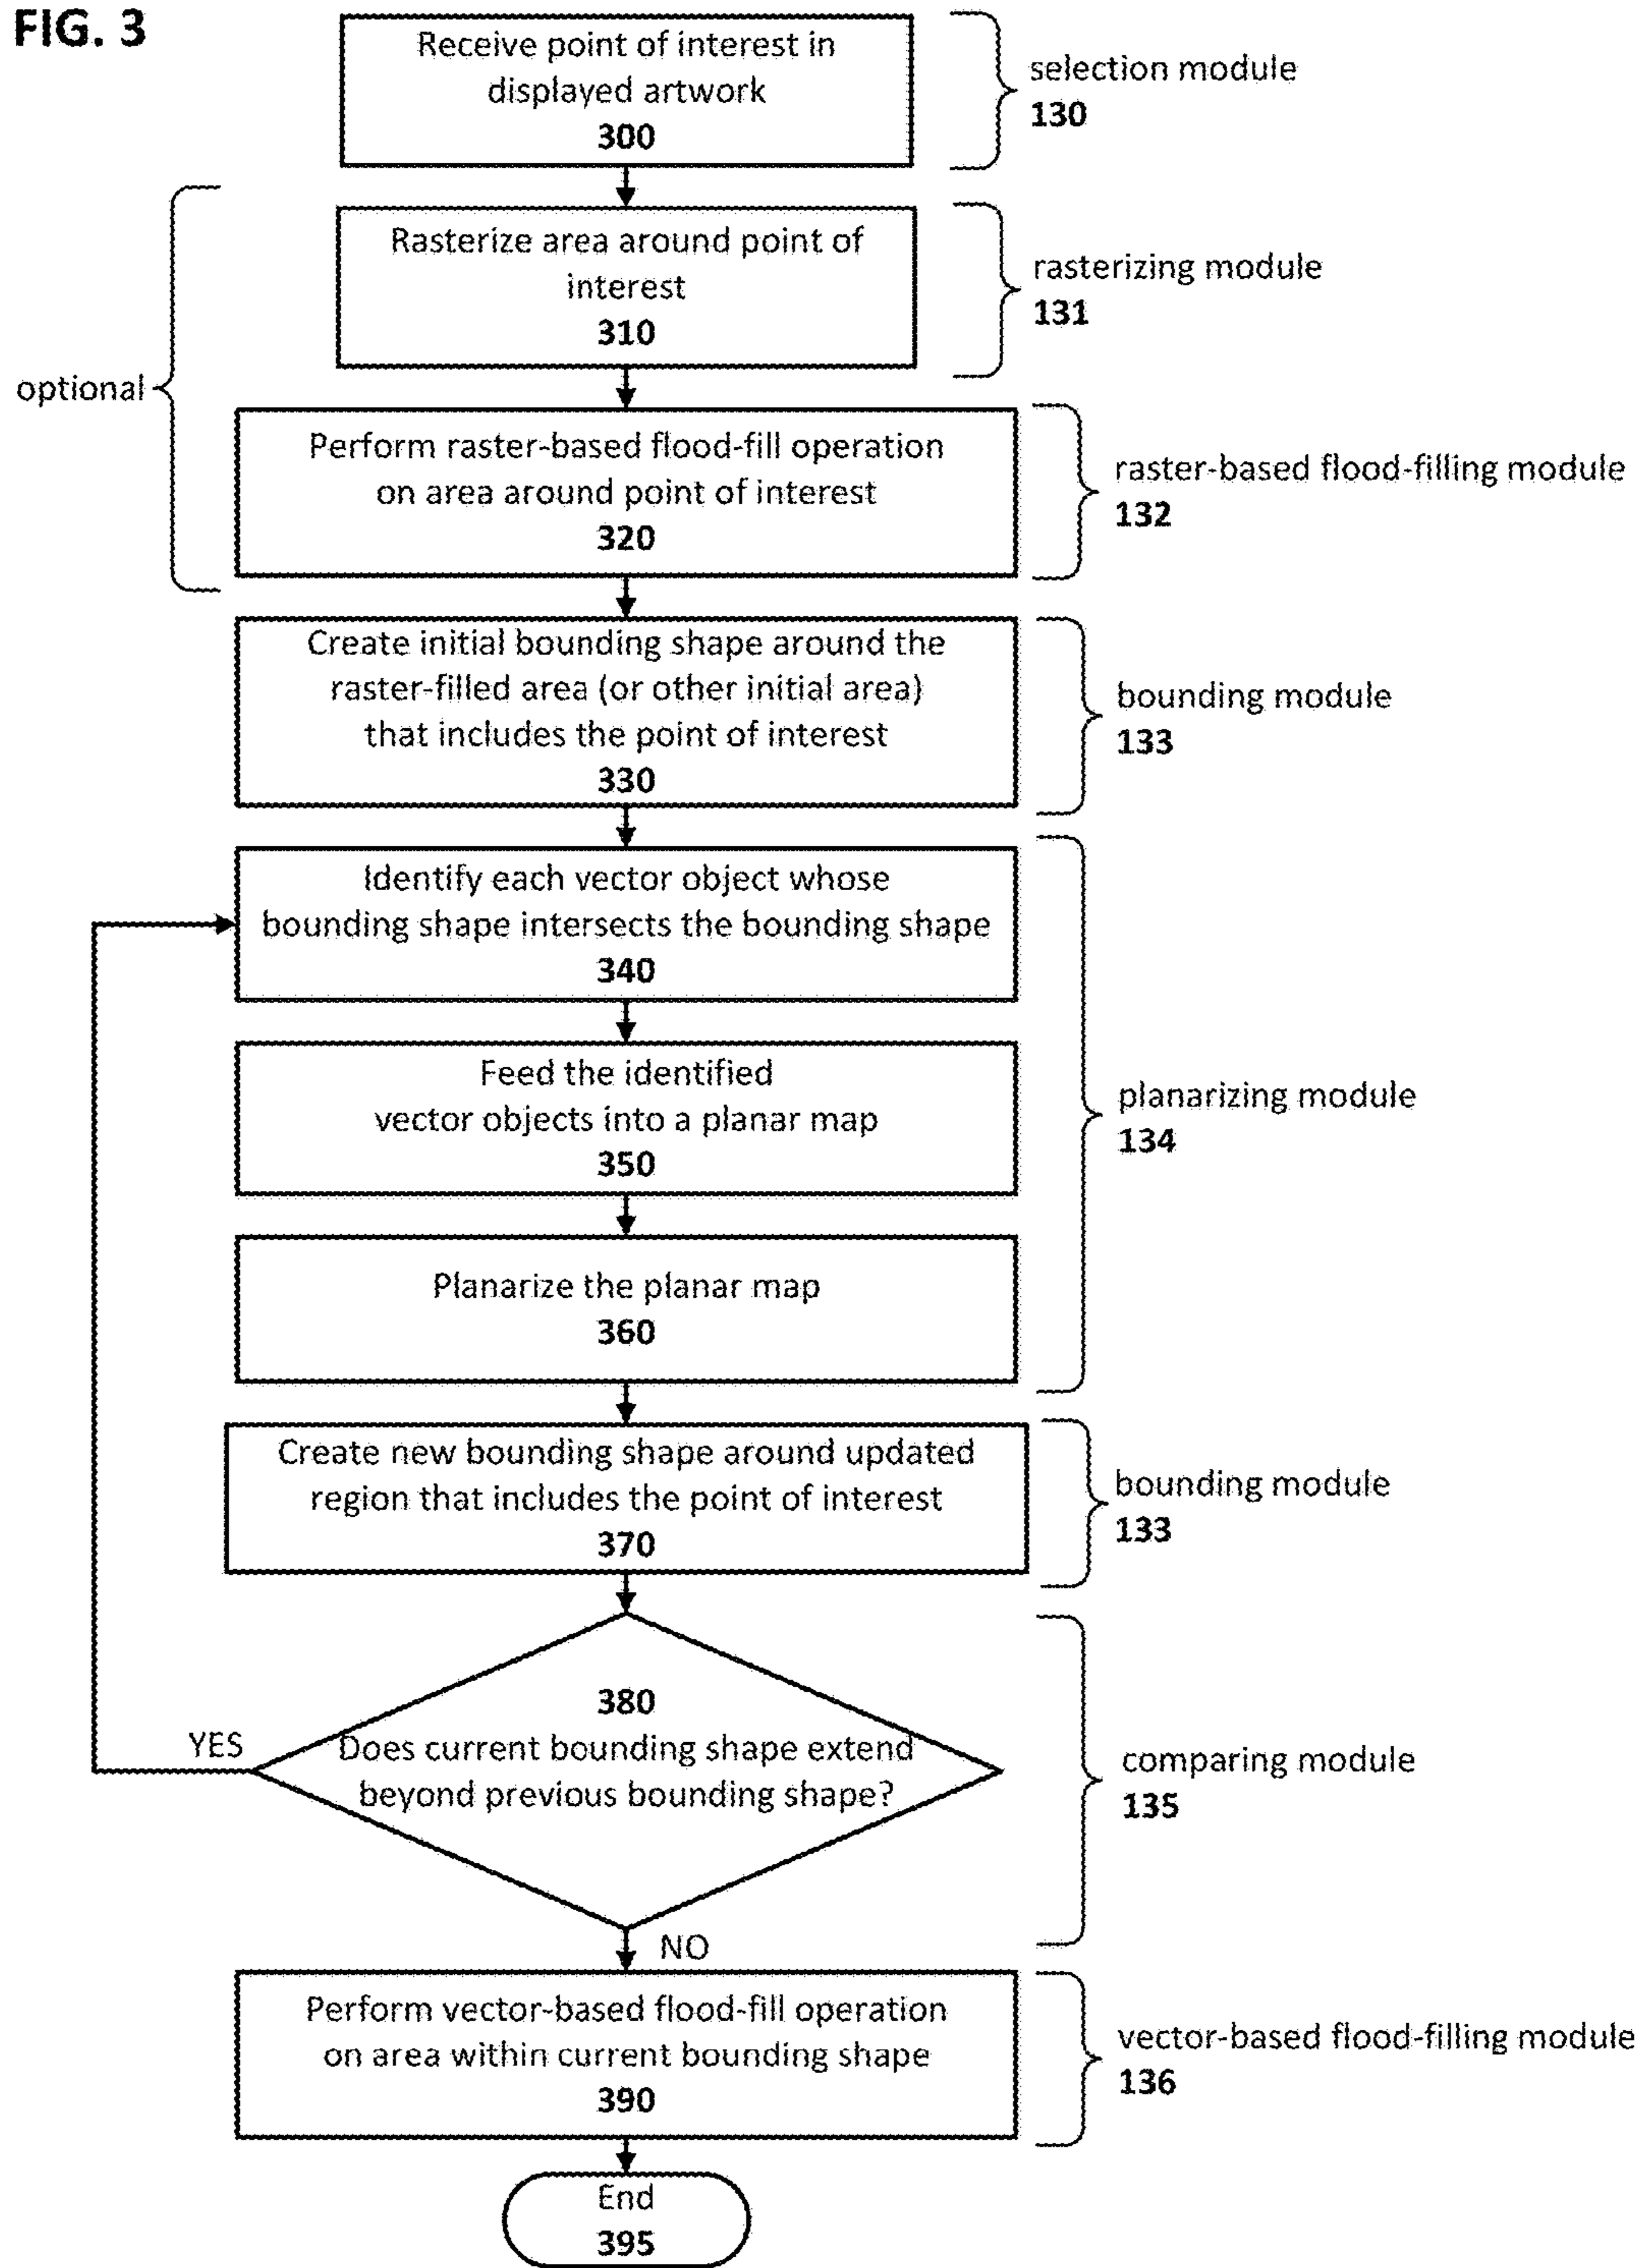 FIG. 3
Receive point of interest in
displayed artwork
300
selection module
130
Rasterize area around point of
interest
310
rasterizing module
131
optional
Perform raster-based flood-fill operation
on area around point of interest
320
raster-based flood-filling module
132
Create initial bounding shape around the
raster-filled area (or other initial area)
that includes the point of interest
330
bounding module
133
Identify each vector object whose
bounding shape intersects the bounding shape
340
Feed the identified
vector objects into a planar map
350
planarizing module
134
Planarize the planar map
360
Create new bounding shape around updated
region that includes the point of interest
370
bounding module
133
380
Does current bounding shape extend
beyond previous bounding shape?
YES
comparing module
135
NO
Perform vector-based flood-fill operation
on area within current bounding shape
390
vector-based flood-filling module
136
End
395